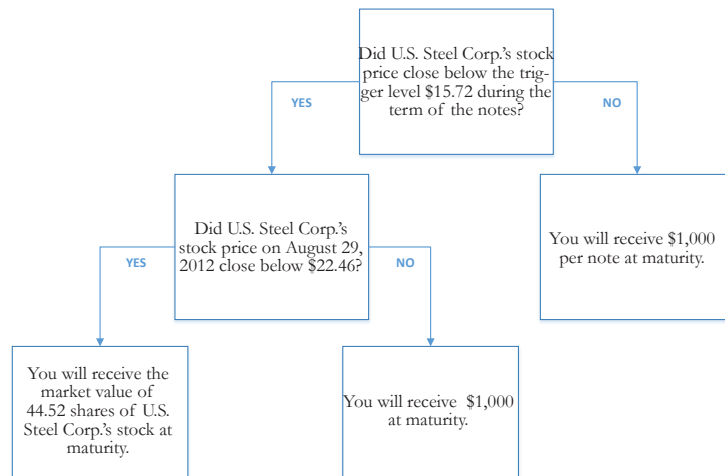 Did U.S. Steel Corp.'s stock
price close below the trig-
ger level $15.72 during the
term of the notes?
YES
NO
Did U.S. Steel Corp.'s
stock price on August 29,
2012 close below $22.46?
You will receive $1,000
per note at maturity.
YES
NO
You will receive the
market value of
44.52 shares of U.S.
Steel Corp.'s stock at
maturity.
You will receive $1,000
at maturity.